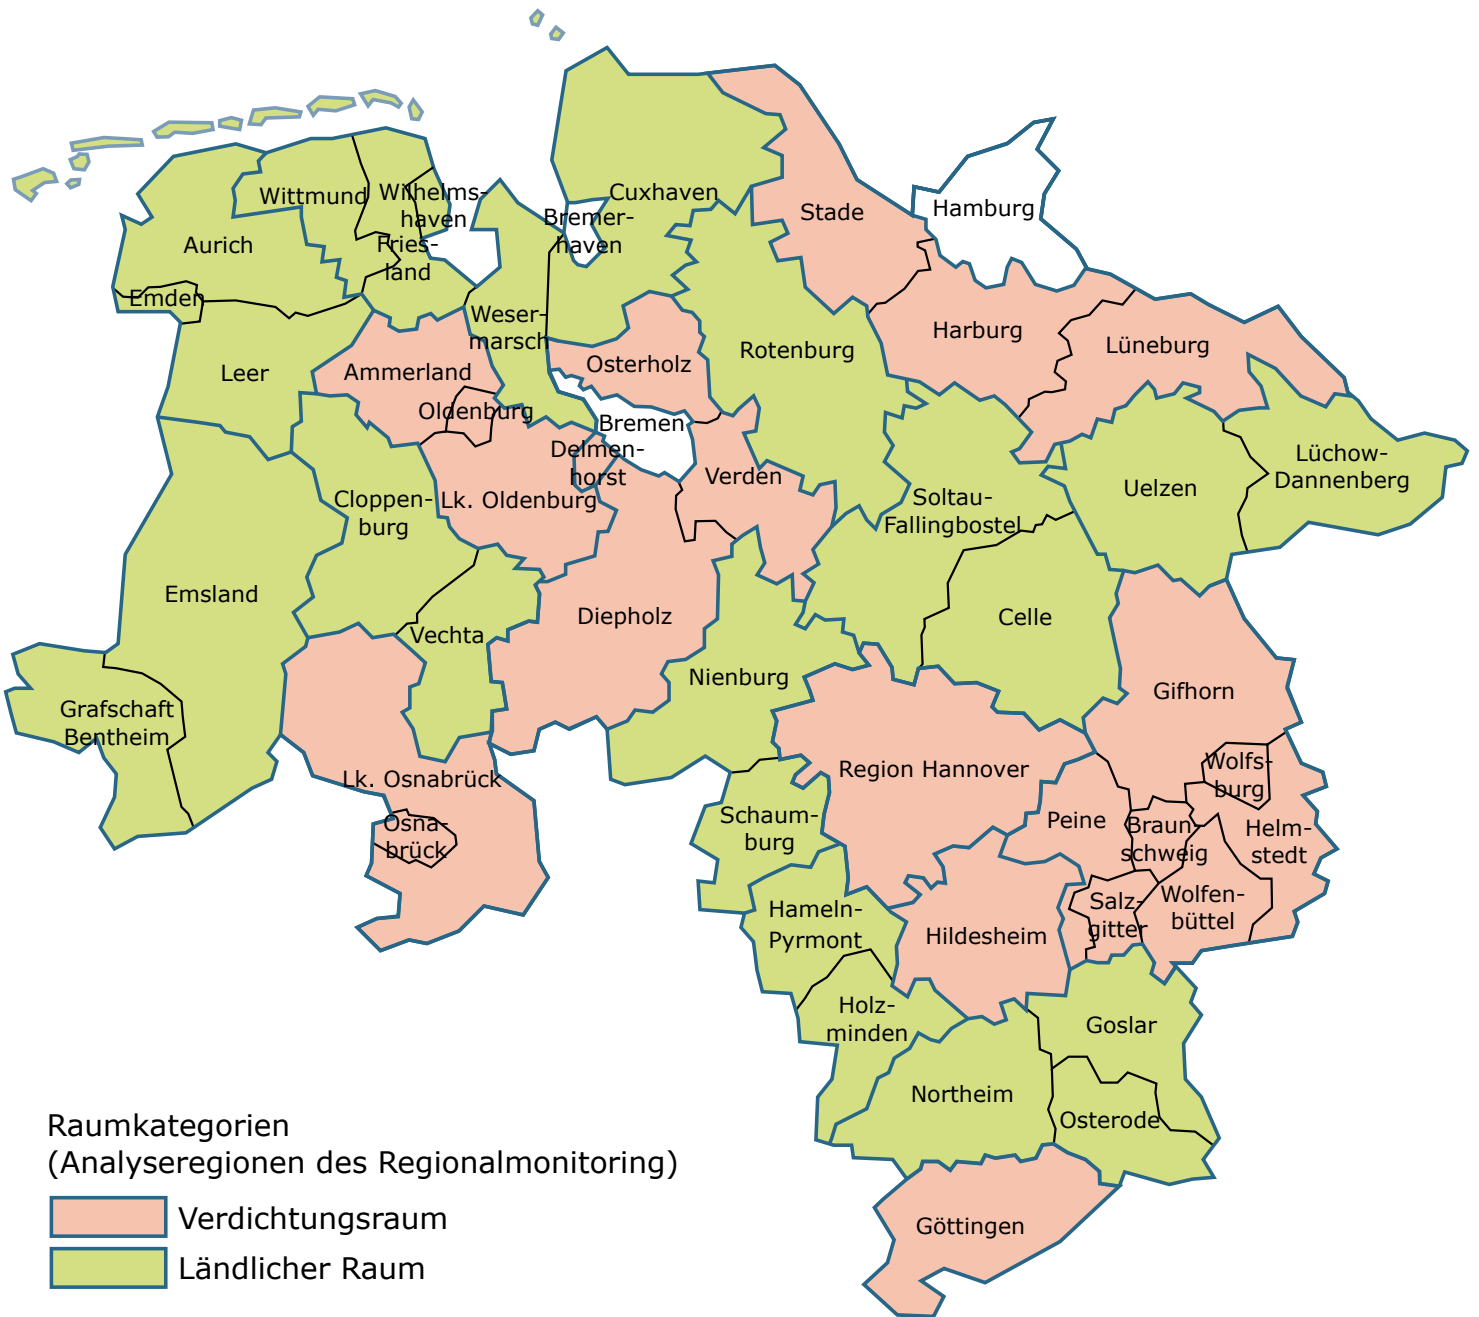 Wittmund
Wilhelms-
haven
Aurich
Fries-
land
Emden
Leer
Cuxhaven
Bremer-
haven
Stade
Hamburg
Weser-
marsch
Osterholz
Rotenburg
Harburg
Lüneburg
Ammerland
Oldenburg
Bremen
Delmen-
horst
Verden
Lk. Oldenburg
Cloppen-
burg
Soltau-
Fallingbostel
Uelzen
Lüchow-
Dannenberg
Emsland
Vechta
Diepholz
Nienburg
Celle
Gifhorn
Grafschaft
Bentheim
Lk. Osnabrück
Osna-
brück
Region Hannover
Schaum-
burg
Peine
Braun-
schweig
Wolfs-
burg
Helm-
stedt
Hameln-
Pyrmont
Hildesheim
Salz-
gitter
Wolfen-
büttel
Holz-
minden
Goslar
Northeim
Osterode
Göttingen
Raumkategorien
(Analyseregionen des Regionalmonitoring)
Verdichtungsraum
Ländlicher Raum